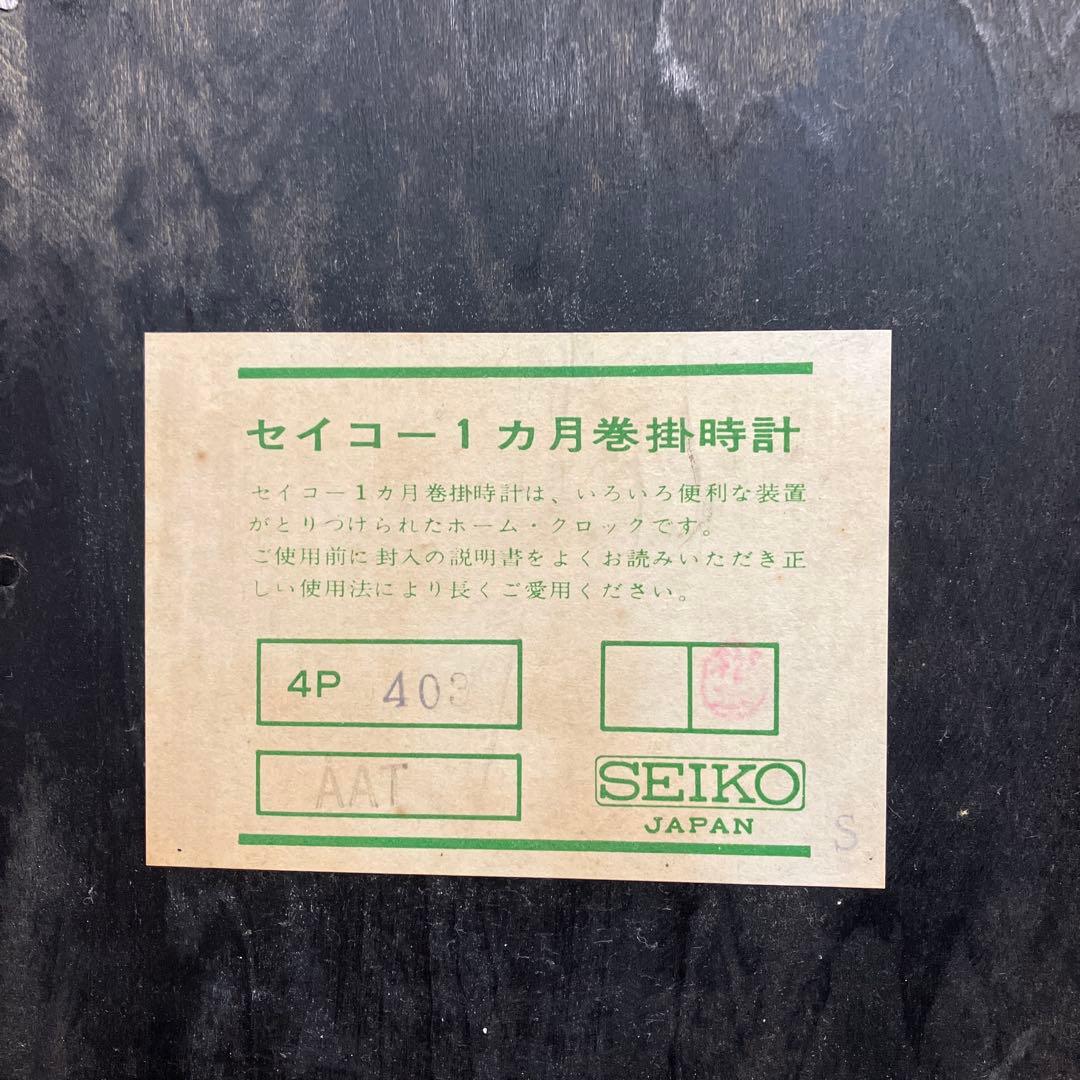 セイコー1カ月巻掛時計
セイコー1カ月巻掛時計は、いろいろ便利な装置
がとりつけられたホーム・クロックです。
ご使用前に封入の説明書をよくお読みいただき正
しい使用法により長くご愛用ください。
4P 403
AAT
SEIKO
JAPAN
S